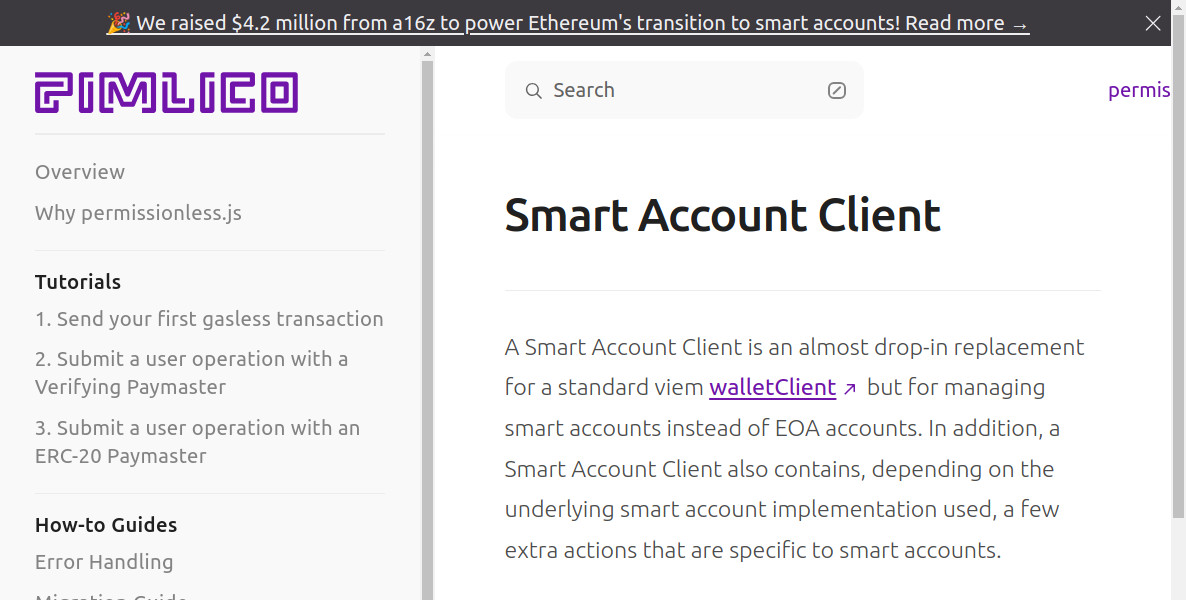 🎉 We raised $4.2 million from a16z to power Ethereum's transition to smart accounts! Read more →
PIMLICO
Overview
Why permissionless.js
Tutorials
1. Send your first gasless transaction
2. Submit a user operation with a
Verifying Paymaster
3. Submit a user operation with an
ERC-20 Paymaster
How-to Guides
Error Handling
Migration Guide
Search
permis
Smart Account Client
A Smart Account Client is an almost drop-in replacement
for a standard viem walletClient ↗ but for managing
smart accounts instead of EOA accounts. In addition, a
Smart Account Client also contains, depending on the
underlying smart account implementation used, a few
extra actions that are specific to smart accounts.